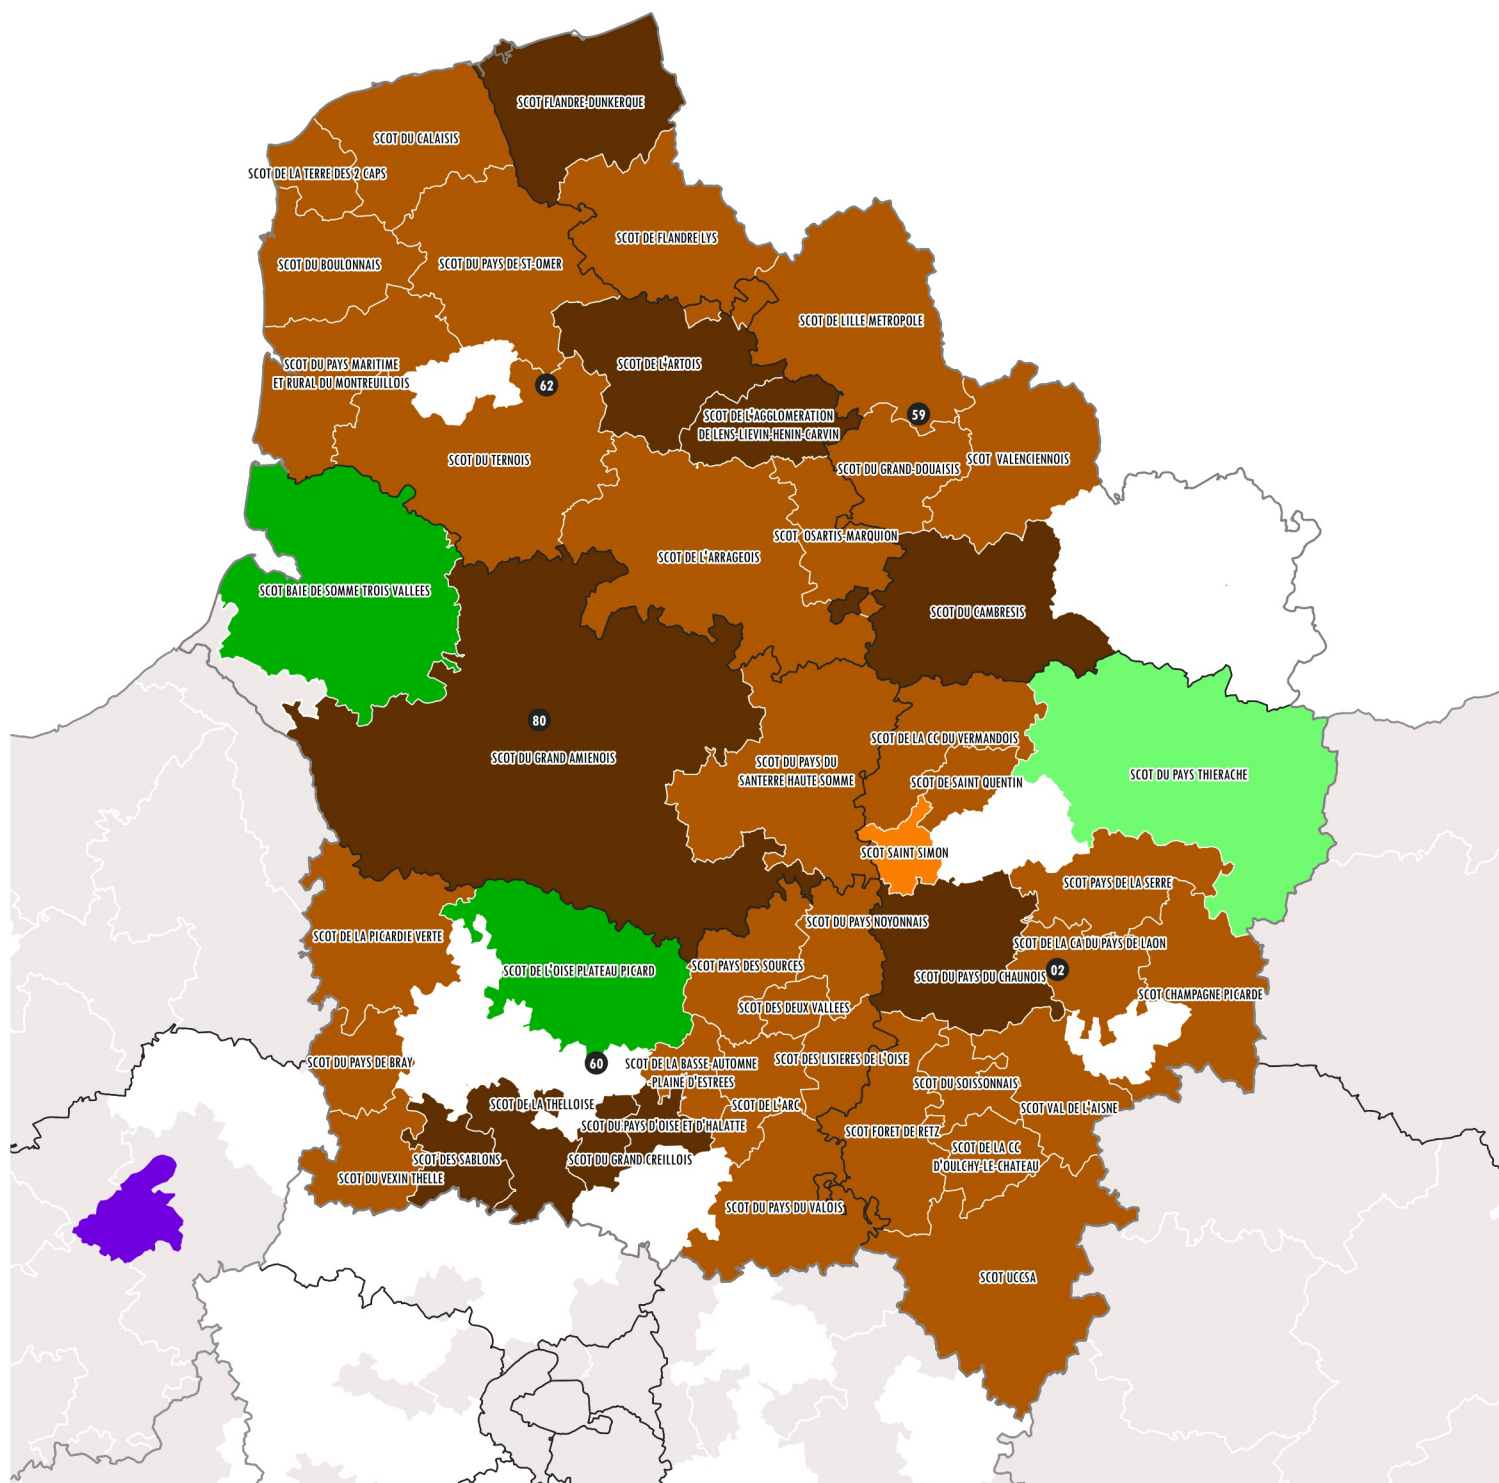 SCOT FLANDRE-DUNKERQUE
SCOT DU CALAISIS
SCOT DE LA TERRE DES 2 CAPS
SCOT DE FLANDRE LYS
SCOT DU BOULONNAIS
SCOT DU PAYS DE ST-OMER
SCOT DE LILLE METROPOLE
SCOT DU PAYS MARITIME
ET RURAL DU MONTREUILLOIS
SCOT DE L'ARTOIS
62
SCOT DE L'AGGLOMERATION
DE LENS-LIEVIN-HENIN-CARVIN
59
SCOT DU TERNOIS
SCOT DU GRAND-DOUAISIS
SCOT VALENCIENNOIS
SCOT OSARTIS-MARQUION
SCOT DE L'ARRAGEOIS
SCOT BAIE DE SOMME TROIS VALLEES
SCOT DU CAMBRESIS
80
SCOT DU GRAND AMIENOIS
SCOT DE LA CC DU VERMANDOIS
SCOT DU PAYS DU
SANTERRE HAUTE SOMME
SCOT DE SAINT QUENTIN
SCOT DU PAYS THIERACHE
SCOT SAINT SIMON
SCOT PAYS DE LA SERRE
SCOT DU PAYS NOYONNAIS
SCOT DE LA PICARDIE VERTE
SCOT DE LA CA DU PAYS DE LAON
SCOT DE L'OISE PLATEAU PICARD
SCOT PAYS DES SOURCES
SCOT DU PAYS DU CHAUNOIS
02
SCOT CHAMPAGNE PICARDE
SCOT DES DEUX VALLEES
SCOT DU PAYS DE BRAY
60
SCOT DE LA BASSE-AUTOMNE
-PLAINE D'ESTREES
SCOT DES LISIERES DE L'OISE
SCOT DU SOISSONNAIS
SCOT DE LA THELLOISE
SCOT DE L'ARC
SCOT VAL DE L'AISNE
SCOT DU PAYS D'OISE ET D'HALATTE
SCOT FORET DE RETZ
SCOT DE LA CC
D'OULCHY-LE-CHATEAU
SCOT DES SABLONS
SCOT DU GRAND CREILLOIS
SCOT DU VEXIN THELLE
SCOT DU PAYS DU VALOIS
SCOT UCCSA